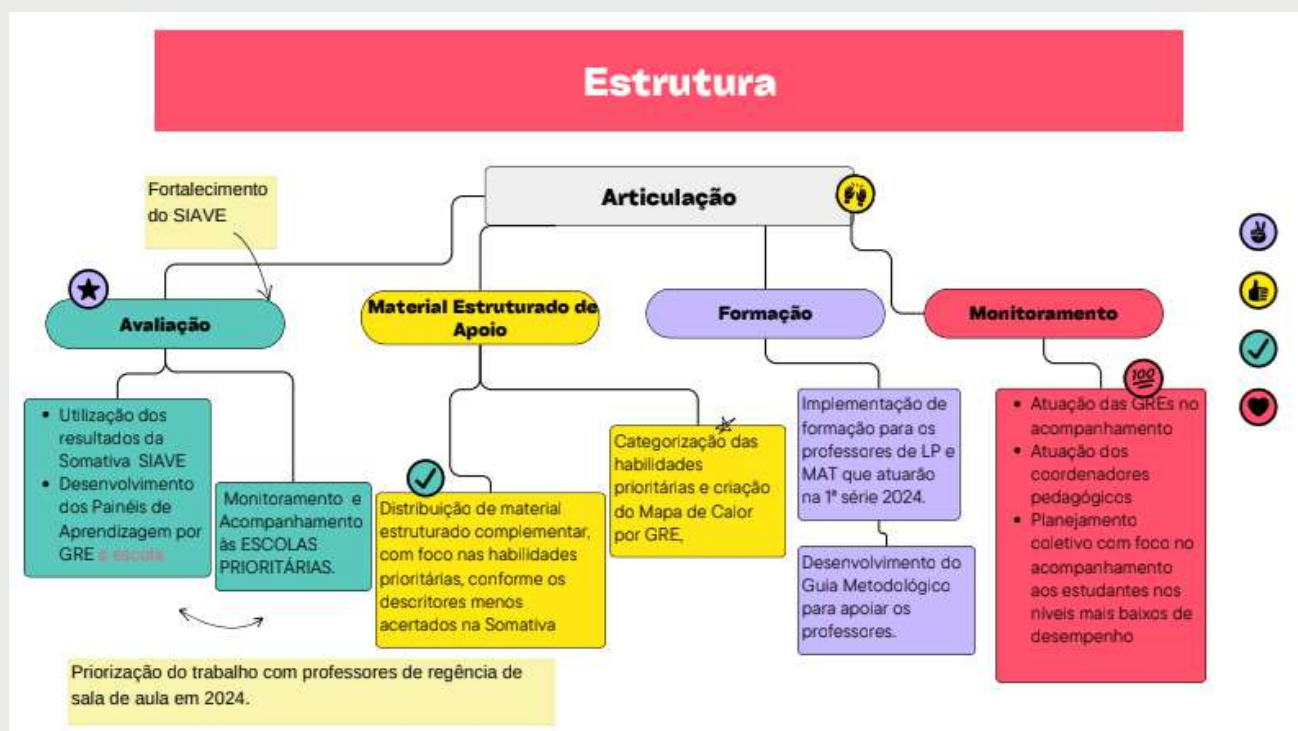 Estrutura
Articulação
Fortalecimento
do SIAVE
Avaliação
Material Estruturado de
Apoio
Formação
Monitoramento
• Utilização dos
resultados da
Somativa SIAVE
• Desenvolvimento
dos Painéis de
Aprendizagem por
GRE e escola
Monitoramento e
Acompanhamento
às ESCOLAS
PRIORITÁRIAS.
Distribuição de material
estruturado complementar,
com foco nas habilidades
prioritárias, conforme os
descritores menos
acertados na Somativa
Categorização das
habilidades
prioritárias e criação
do Mapa de Calor
por GRE,
Implementação de
formação para os
professores de LP e
MAT que atuarão
na 1ª série 2024.
Desenvolvimento do
Guia Metodológico
para apoiar os
professores.
100
• Atuação das GREs no
acompanhamento
• Atuação dos
coordenadores
pedagógicos
• Planejamento
coletivo com foco no
acompanhamento
aos estudantes nos
níveis mais baixos de
desempenho
Priorização do trabalho com professores de regência de
sala de aula em 2024.